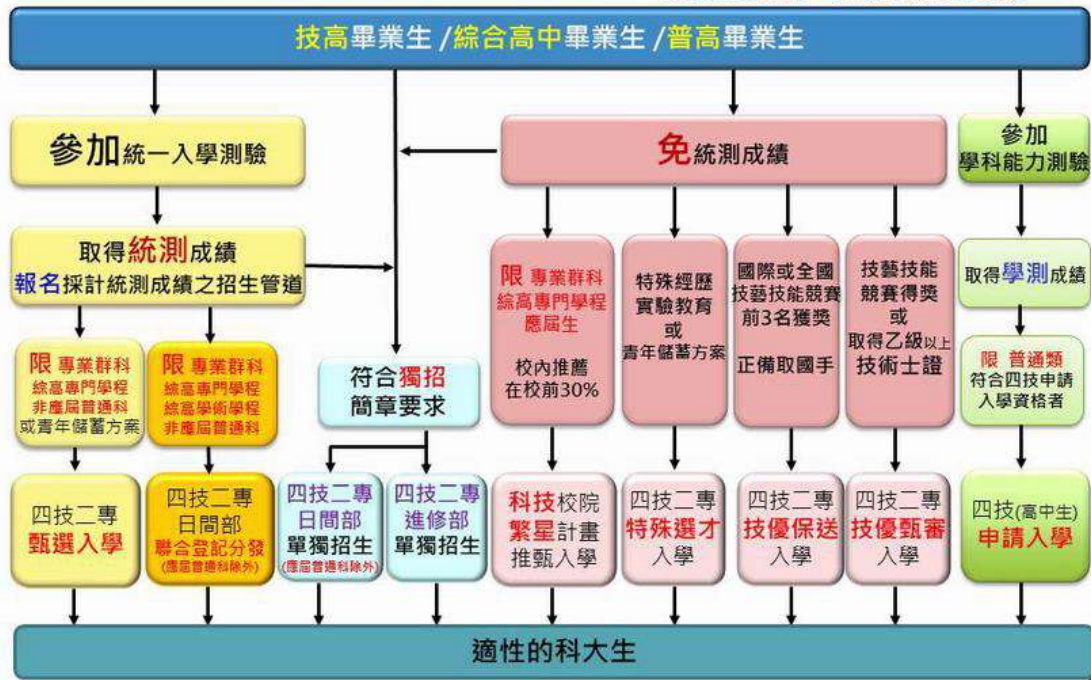 技高畢業生 /綜合高中畢業生 /普高畢業生
參加統一入學測驗
免統測成績
參加
學科能力測驗
取得統測成績
報名採計統測成績之招生管道
限 專業群科
綜高專門學程
應屆生
校內推薦
在校前30%
特殊經歷
實驗教育
或
青年儲蓄方案
國際或全國
技藝技能競賽
前3名獲獎
正備取國手
技藝技能
競賽得獎
或
取得乙級以上
技術士證
取得學測成績
限 專業群科
綜高專門學程
非應屆普通科
或青年儲蓄方案
限 專業群科
綜高專門學程
綜高學術學程
非應屆普通科
符合獨招
簡章要求
限 普通類
符合四技申請
入學資格者
四技二專
甄選入學
四技二專
日間部
聯合登記分發
(應屆普通科除外)
四技二專
日間部
單獨招生
(應屆普通科除外)
四技二專
進修部
單獨招生
科技校院
繁星計畫
推甄入學
四技二專
特殊選才
入學
四技二專
技優保送
入學
四技二專
技優甄審
入學
四技(高中生)
申請入學
適性的科大生